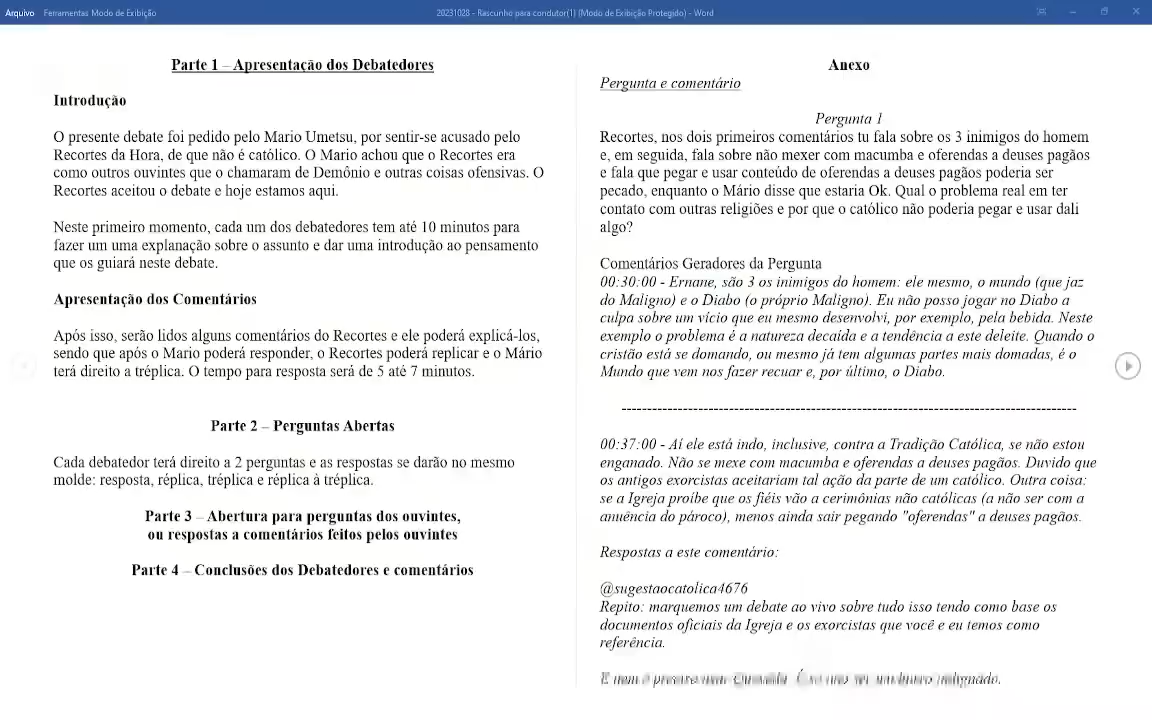 Arquivo Ferramentas Modo de Exibição
20231028 - Rascunho para condutor(1) (Modo de Exibição Protegido) - Word
Parte 1 – Apresentação dos Debatedores
Introdução
O presente debate foi pedido pelo Mario Umetsu, por sentir-se acusado pelo
Recortes da Hora, de que não é católico. O Mario achou que o Recortes era
como outros ouvintes que o chamaram de Demônio e outras coisas ofensivas. O
Recortes aceitou o debate e hoje estamos aqui.
Neste primeiro momento, cada um dos debatedores tem até 10 minutos para
fazer um uma explanação sobre o assunto e dar uma introdução ao pensamento
que os guiará neste debate.
Apresentação dos Comentários
Após isso, serão lidos alguns comentários do Recortes e ele poderá explicá-los,
sendo que após o Mario poderá responder, o Recortes poderá replicar e o Mário
terá direito a tréplica. O tempo para resposta será de 5 até 7 minutos.
Parte 2 – Perguntas Abertas
Cada debatedor terá direito a 2 perguntas e as respostas se darão no mesmo
molde: resposta, réplica, tréplica e réplica à tréplica.
Parte 3 – Abertura para perguntas dos ouvintes,
ou respostas a comentários feitos pelos ouvintes
Parte 4 – Conclusões dos Debatedores e comentários
Anexo
Pergunta e comentário
Pergunta 1
Recortes, nos dois primeiros comentários tu fala sobre os 3 inimigos do homem
e, em seguida, fala sobre não mexer com macumba e oferendas a deuses pagãos
e fala que pegar e usar conteúdo de oferendas a deuses pagãos poderia ser
pecado, enquanto o Mário disse que estaria Ok. Qual o problema real em ter
contato com outras religiões e por que o católico não poderia pegar e usar dali
algo?
Comentários Geradores da Pergunta
00:30:00 - Ernane, são 3 os inimigos do homem: ele mesmo, o mundo (que jaz
do Maligno) e o Diabo (o próprio Maligno). Eu não posso jogar no Diabo a
culpa sobre um vício que eu mesmo desenvolvi, por exemplo, pela bebida. Neste
exemplo o problema é a natureza decaída e a tendência a este deleite. Quando o
cristão está se domando, ou mesmo já tem algumas partes mais domadas, é o
Mundo que vem nos fazer recuar e, por último, o Diabo.
-------------------------------------------------------------------------------------------
00:37:00 - Aí ele está indo, inclusive, contra a Tradição Católica, se não estou
enganado. Não se mexe com macumba e oferendas a deuses pagãos. Duvido que
os antigos exorcistas aceitariam tal ação da parte de um católico. Outra coisa:
se a Igreja proibe que os fiéis vão a cerimônias não católicas (a não ser com a
anuência do pároco), menos ainda sair pegando "oferendas" a deuses pagãos.
Respostas a este comentário:
@sugestaocatolica4676
Repito: marquemos um debate ao vivo sobre tudo isso tendo como base os
documentos oficiais da Igreja e os exorcistas que você e eu temos como
referência.